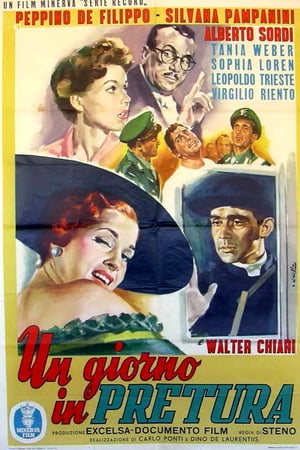 UN FILM MINERVA "SERIE RECORD"
PEPPINO DE FILIPPO - SILVANA PAMPANINI
ALBERTO SORDI
TANIA WEBER
SOPHIA LOREN
LEOPOLDO TRIESTE
VIRGILIO RIENTO
E WALTER CHIARI
Un giorno
in PRETURA
MINERVA
FILM
PRODUZIONE EXCELSA-DOCUMENTO FILM REGIA DI STENO
REALIZZAZIONE DI CARLO PONTI E DINO DE LAURENTIIS